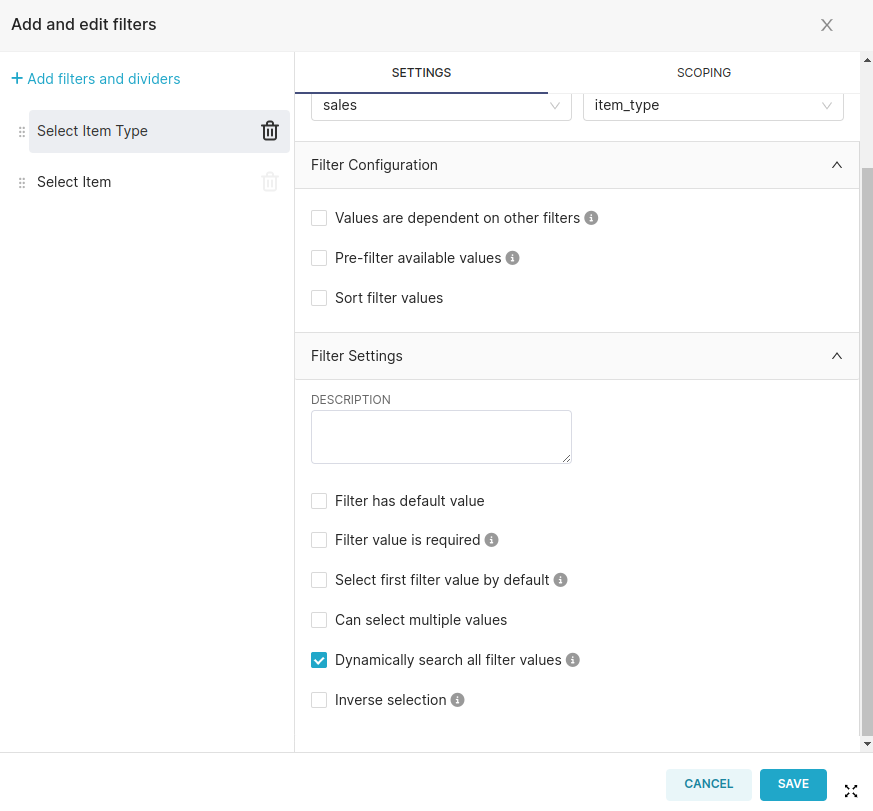 Add and edit filters
+ Add filters and dividers
Select Item Type
Select Item
SETTINGS SCOPING
sales item_type
Filter Configuration
Values are dependent on other filters
Pre-filter available values
Sort filter values
Filter Settings
DESCRIPTION
Filter has default value
Filter value is required
Select first filter value by default
Can select multiple values
Dynamically search all filter values
Inverse selection
CANCEL SAVE